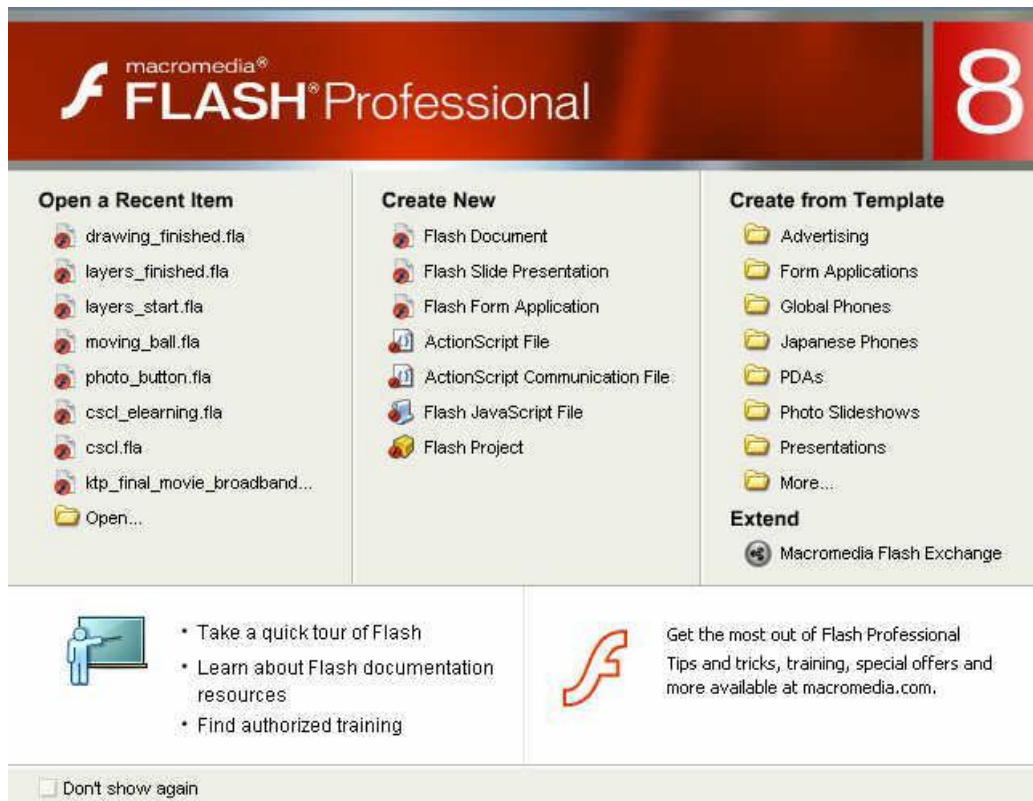 macromedia®
FLASH® Professional
8
Open a Recent Item
drawing_finished.fla
layers_finished.fla
layers_start.fla
moving_ball.fla
photo_button.fla
cscl_elearning.fla
cscl.fla
ktp_final_movie_broadband...
Open...
Create New
Flash Document
Flash Slide Presentation
Flash Form Application
ActionScript File
ActionScript Communication File
Flash JavaScript File
Flash Project
Create from Template
Advertising
Form Applications
Global Phones
Japanese Phones
PDAs
Photo Slideshows
Presentations
More...
Extend
Macromedia Flash Exchange
• Take a quick tour of Flash
• Learn about Flash documentation
resources
• Find authorized training
Get the most out of Flash Professional
Tips and tricks, training, special offers and
more available at macromedia.com.
Don't show again